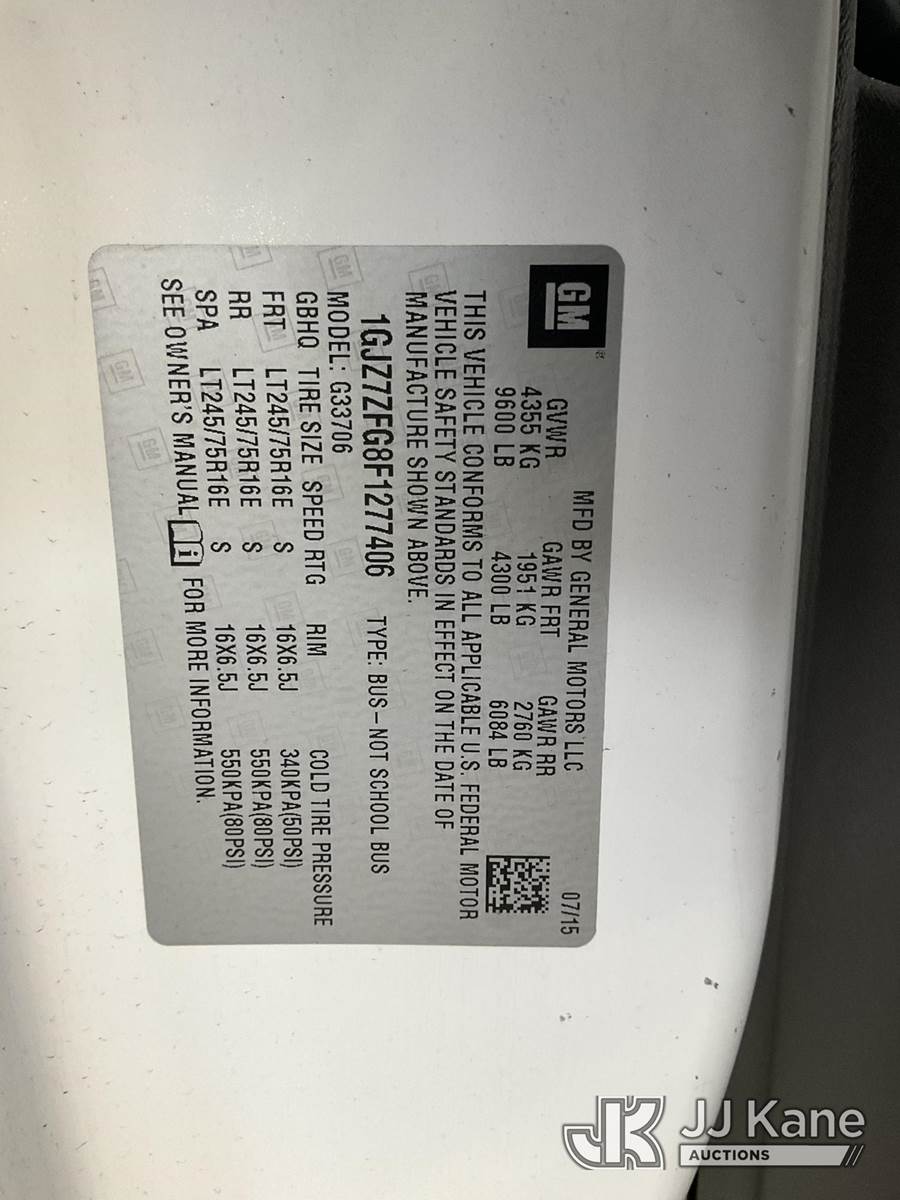 GM
MFD BY GENERAL MOTORS LLC 07/15
GVWR GAWR FRT GAWR RR
4355 KG 1951 KG 2760 KG
9600 LB 4300 LB 6084 LB
THIS VEHICLE CONFORMS TO ALL APPLICABLE U.S. FEDERAL MOTOR
VEHICLE SAFETY STANDARDS IN EFFECT ON THE DATE OF
MANUFACTURE SHOWN ABOVE.
1GJZ7ZFG8F1277406 TYPE: BUS – NOT SCHOOL BUS
MODEL: G33706
GBHQ TIRE SIZE SPEED RTG RIM COLD TIRE PRESSURE
FRT LT245/75R16E S 16X6.5J 340KPA(50PSI)
RR LT245/75R16E S 16X6.5J 550KPA(80PSI)
SPA LT245/75R16E S 16X6.5J 550KPA(80PSI)
SEE OWNER'S MANUAL i FOR MORE INFORMATION.
JK JJ Kane
AUCTIONS